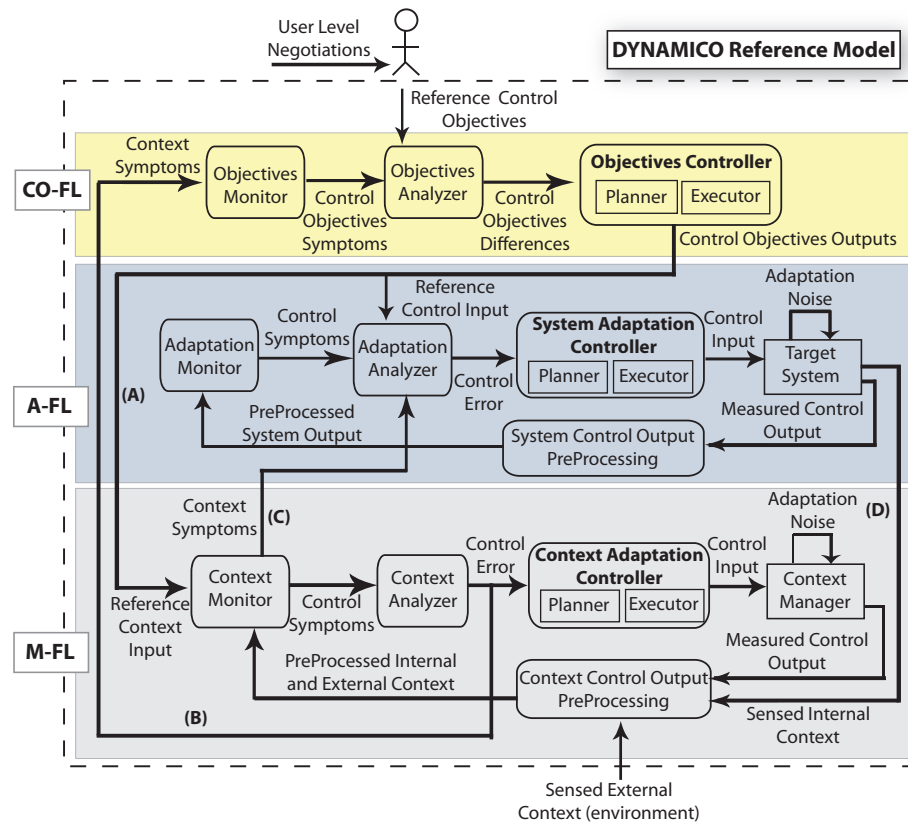 User Level
Negotiations
DYNAMICO Reference Model
Reference Control
Objectives
CO-FL
Context
Symptoms
Objectives
Monitor
Control
Objectives
Symptoms
Objectives
Analyzer
Control
Objectives
Differences
Objectives Controller
Planner
Executor
Control Objectives Outputs
A-FL
(A)
Reference
Control Input
Adaptation
Monitor
Control
Symptoms
Adaptation
Analyzer
Control
Error
System Adaptation
Controller
Planner
Executor
Control
Input
Adaptation
Noise
Target
System
Measured Control
Output
PreProcessed
System Output
System Control Output
PreProcessing
M-FL
Context
Symptoms
(C)
(D)
Reference
Context
Input
Context
Monitor
Control
Symptoms
Context
Analyzer
Control
Error
Context Adaptation
Controller
Planner
Executor
Control
Input
Adaptation
Noise
Context
Manager
Measured Control
Output
PreProcessed Internal
and External Context
Context Control Output
PreProcessing
(B)
Sensed Internal
Context
Sensed External
Context (environment)